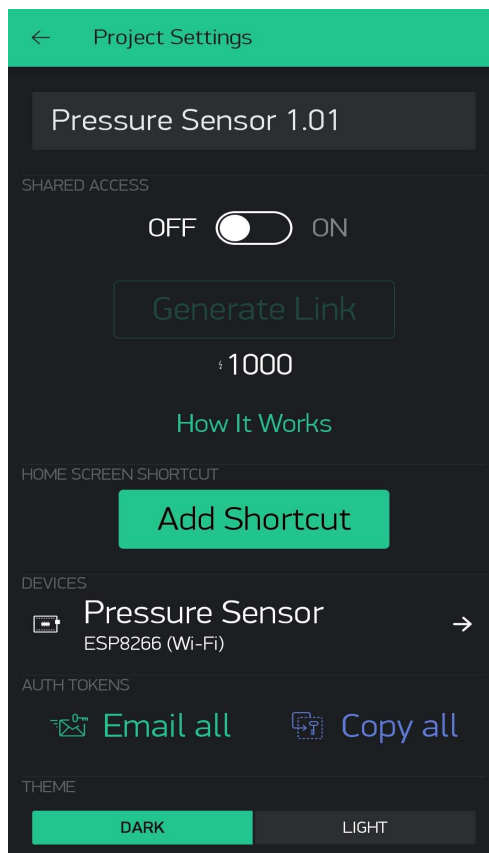 Project Settings
Pressure Sensor 1.01
SHARED ACCESS
OFF ON
Generate Link
1000
How It Works
HOME SCREEN SHORTCUT
Add Shortcut
DEVICES
Pressure Sensor
ESP8266 (Wi-Fi)
AUTH TOKENS
Email all Copy all
THEME
DARK LIGHT